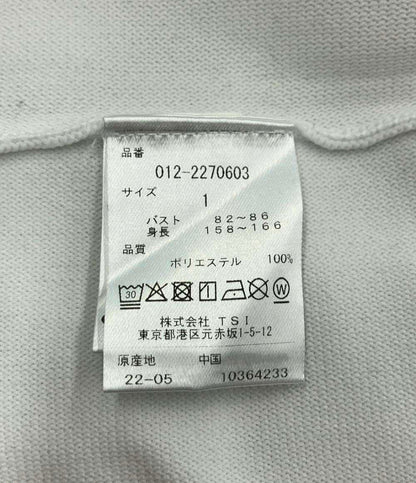 品番
012-2270603
サイズ
1
バスト 82～86
身長 158～166
品質
ポリエステル 100%
30 W
株式会社 TSI
東京都港区元赤坂1-5-12
原産地 中国
22-05 10364233